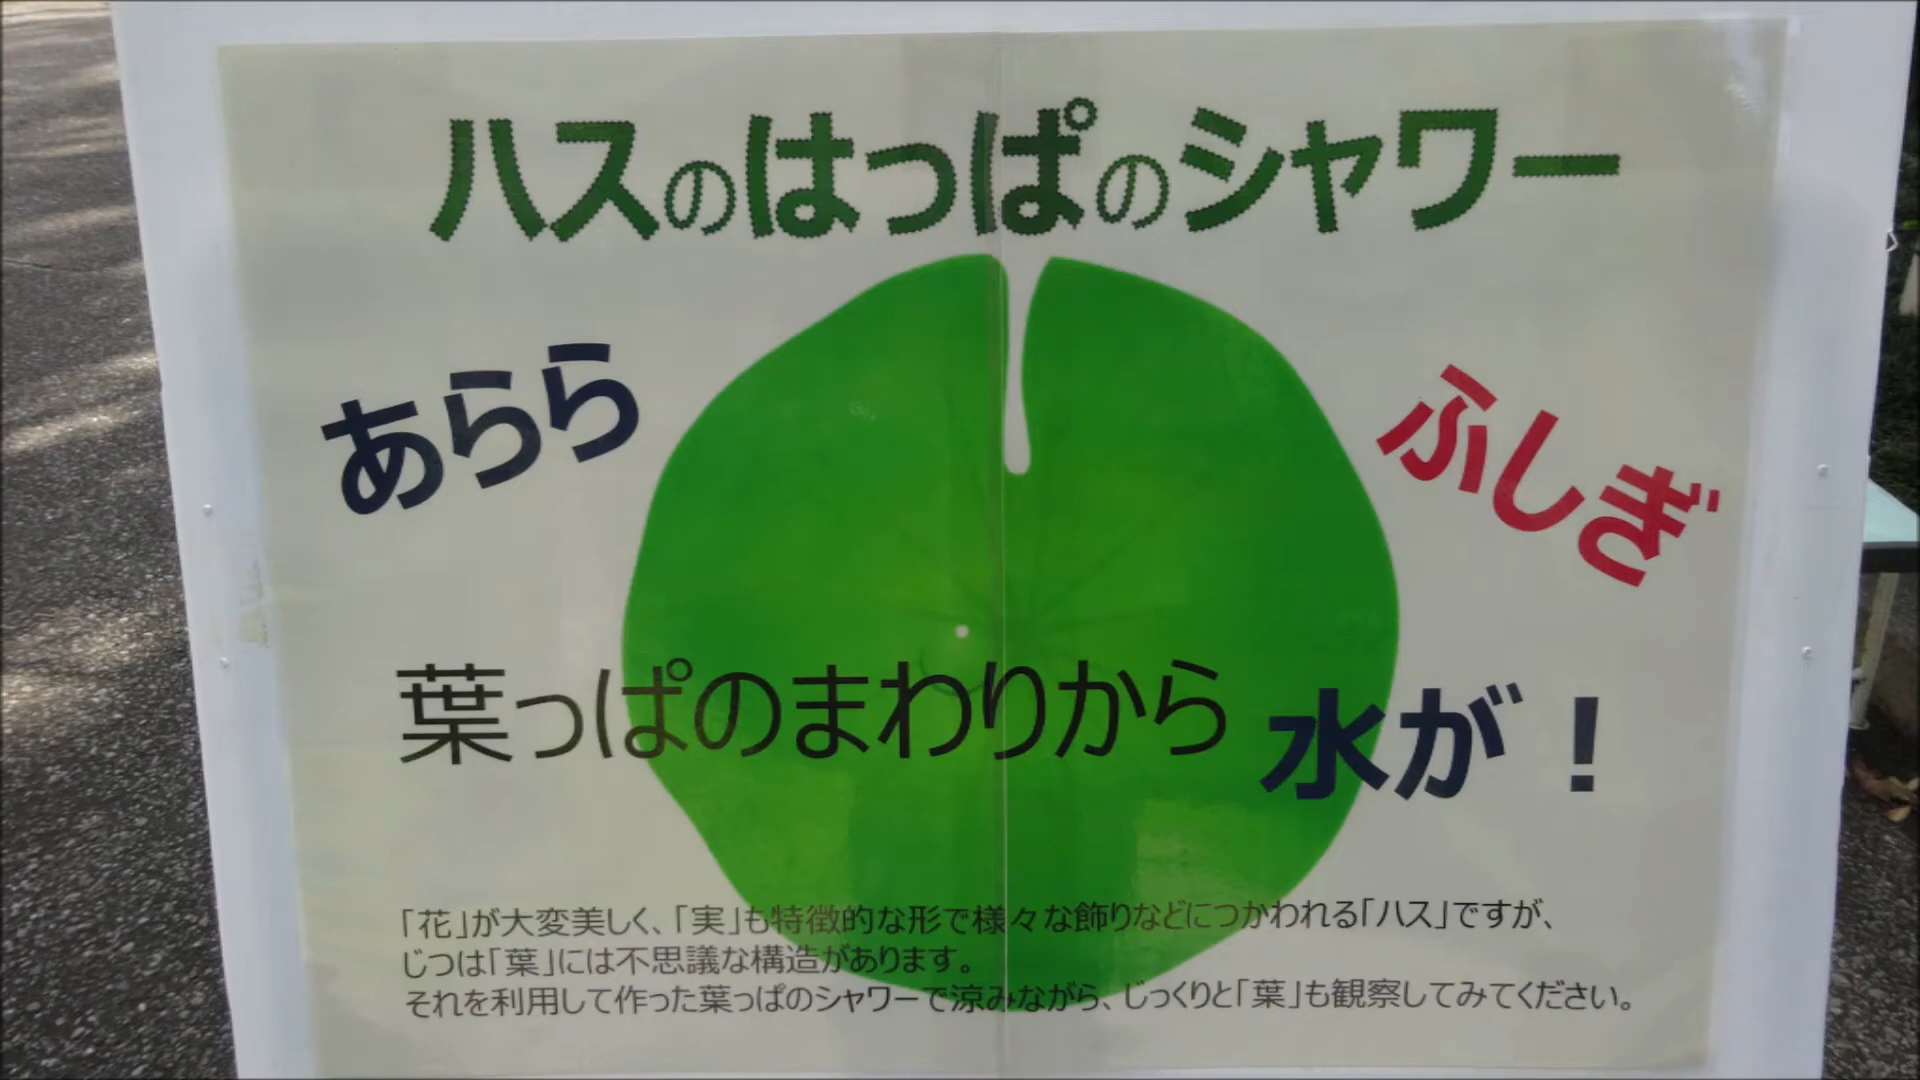 ハスのはっぱのシャワー
あらら
ふしぎ
葉っぱのまわりから 水が！
「花」が大変美しく、「実」も特徴的な形で様々な飾りなどにつかわれる「ハス」ですが、
じつは「葉」には不思議な構造があります。
それを利用して作った葉っぱのシャワーで涼みながら、じっくりと「葉」も観察してみてください。